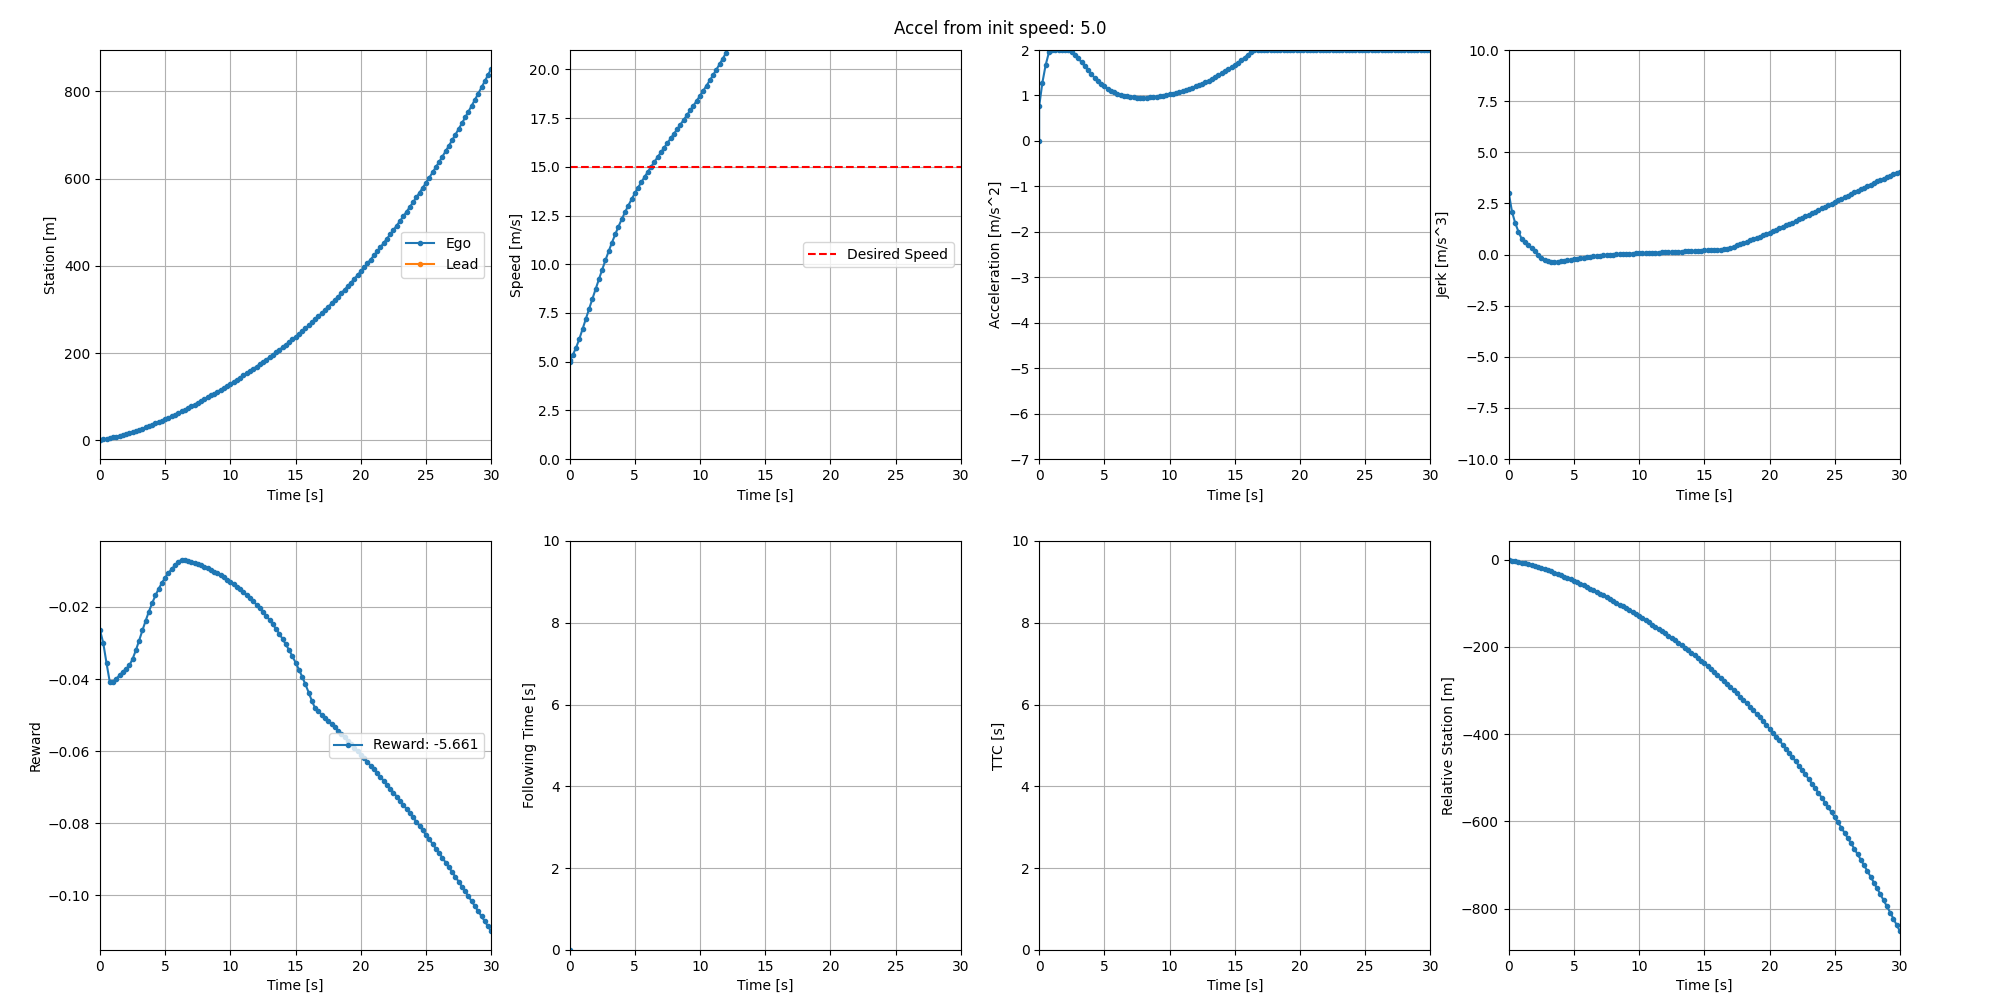 Accel from init speed: 5.0
Station [m]
800
600
400
200
0
Ego
Lead
0 5 10 15 20 25 30
Time [s]
Speed [m/s]
20.0
17.5
15.0
12.5
10.0
7.5
5.0
2.5
0.0
Desired Speed
0 5 10 15 20 25 30
Time [s]
Acceleration [m/s^2]
2
1
0
−1
−2
−3
−4
−5
−6
−7
0 5 10 15 20 25 30
Time [s]
Jerk [m/s^3]
10.0
7.5
5.0
2.5
0.0
−2.5
−5.0
−7.5
−10.0
0 5 10 15 20 25 30
Time [s]
Reward
−0.02
−0.04
−0.06
−0.08
−0.10
Reward: -5.661
0 5 10 15 20 25 30
Time [s]
Following Time [s]
10
8
6
4
2
0
0 5 10 15 20 25 30
Time [s]
TTC [s]
10
8
6
4
2
0
0 5 10 15 20 25 30
Time [s]
Relative Station [m]
0
−200
−400
−600
−800
0 5 10 15 20 25 30
Time [s]